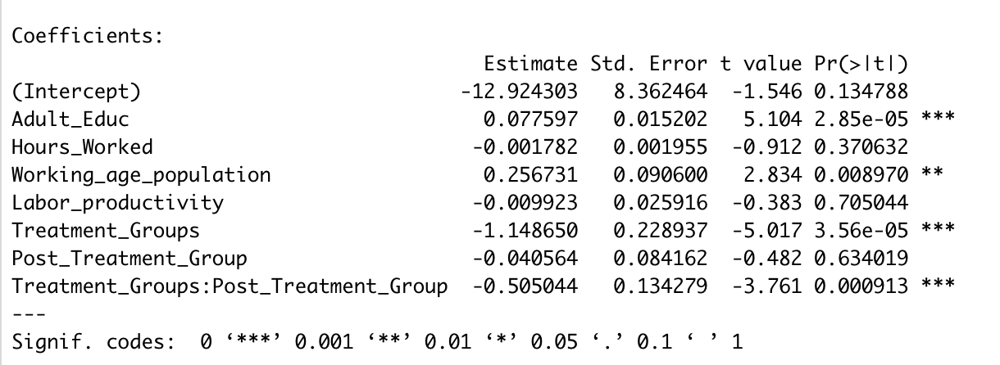 Coefficients:
Estimate Std. Error t value Pr(>|t|)
(Intercept) -12.924303 8.362464 -1.546 0.134788
Adult_Educ 0.077597 0.015202 5.104 2.85e-05 ***
Hours_Worked -0.001782 0.001955 -0.912 0.370632
Working_age_population 0.256731 0.090600 2.834 0.008970 **
Labor_productivity -0.009923 0.025916 -0.383 0.705044
Treatment_Groups -1.148650 0.228937 -5.017 3.56e-05 ***
Post_Treatment_Group -0.040564 0.084162 -0.482 0.634019
Treatment_Groups:Post_Treatment_Group -0.505044 0.134279 -3.761 0.000913 ***
---
Signif. codes: 0 ‘***’ 0.001 ‘**’ 0.01 ‘*’ 0.05 ‘.’ 0.1 ‘ ’ 1